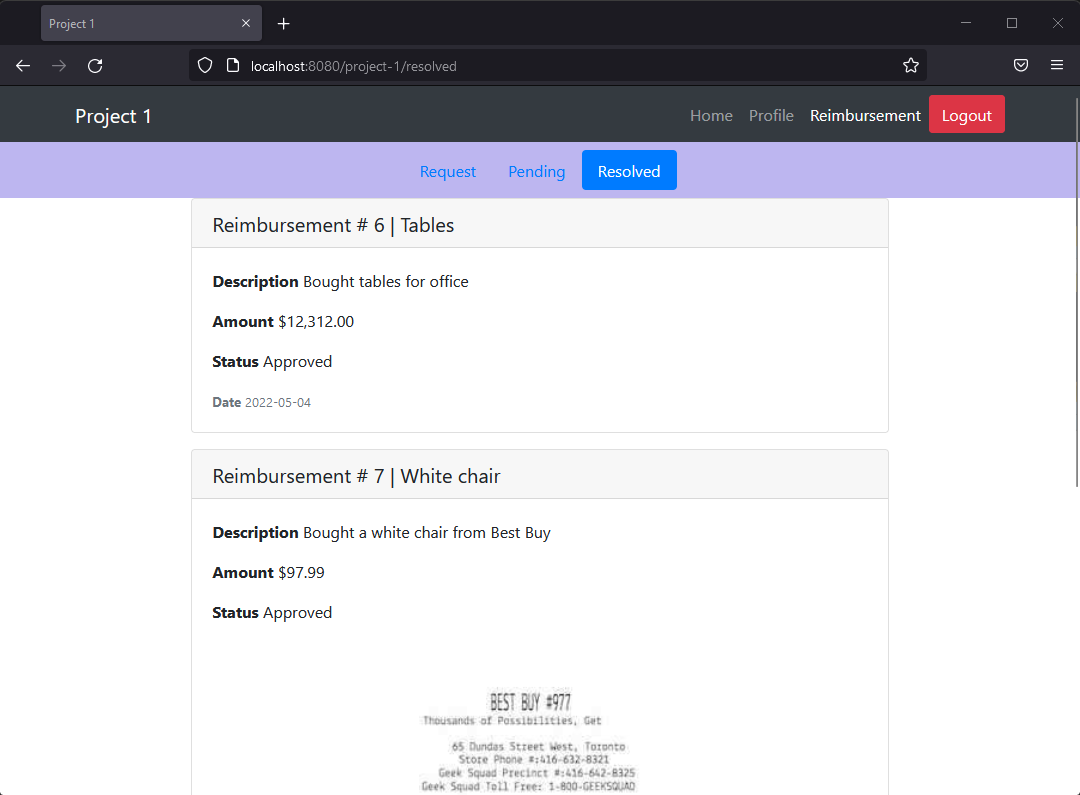 Project 1
localhost:8080/project-1/resolved
Project 1 Home Profile Reimbursement Logout
Request Pending Resolved
Reimbursement # 6 | Tables
Description Bought tables for office
Amount $12,312.00
Status Approved
Date 2022-05-04
Reimbursement # 7 | White chair
Description Bought a white chair from Best Buy
Amount $97.99
Status Approved
BEST BUY #977
Thousands of Possibilities, Get
65 Dundas Street West, Toronto
Store Phone #:416-632-8321
Geek Squad Precinct #:416-642-8325
Geek Squad Toll Free: 1-800-GEEKSQUAD